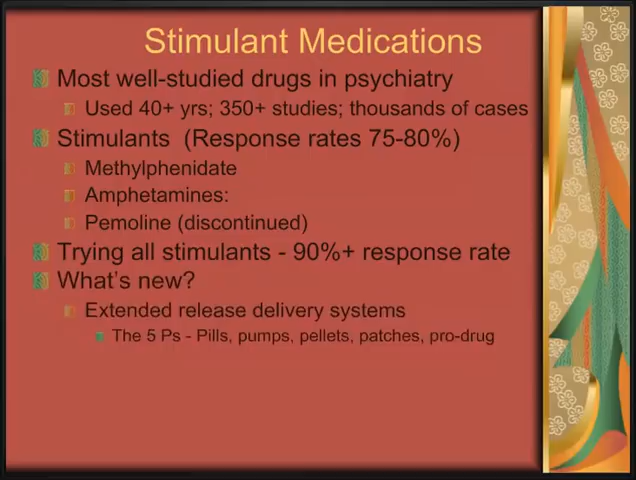 Stimulant Medications
Most well-studied drugs in psychiatry
Used 40+ yrs; 350+ studies; thousands of cases
Stimulants (Response rates 75-80%)
Methylphenidate
Amphetamines:
Pemoline (discontinued)
Trying all stimulants - 90%+ response rate
What's new?
Extended release delivery systems
The 5 Ps - Pills, pumps, pellets, patches, pro-drug